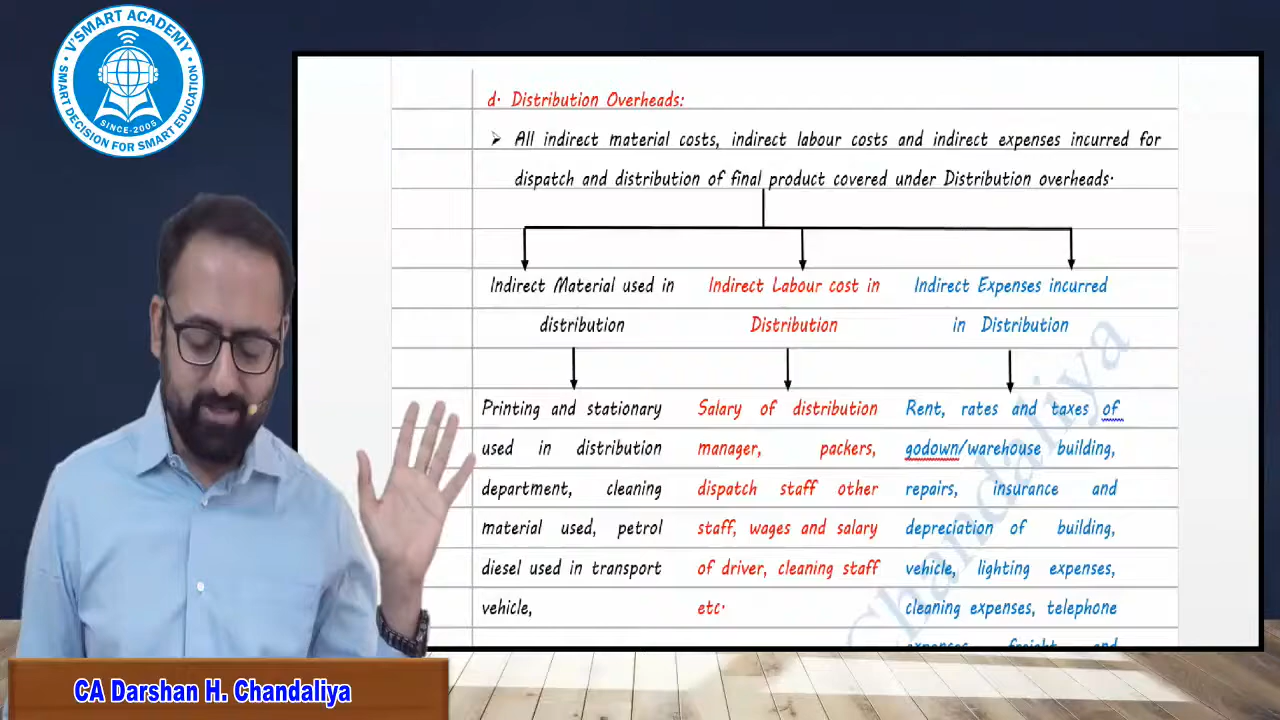 V'SMART ACADEMY
SMART DECISION FOR SMART EDUCATION
SINCE-2005
d. Distribution Overheads:
➢ All indirect material costs, indirect labour costs and indirect expenses incurred for
dispatch and distribution of final product covered under Distribution overheads.
Indirect Material used in
distribution
Indirect Labour cost in
Distribution
Indirect Expenses incurred
in Distribution
Printing and stationary
used in distribution
department, cleaning
material used, petrol
diesel used in transport
vehicle,
Salary of distribution
manager, packers,
dispatch staff other
staff, wages and salary
of driver, cleaning staff
etc.
Rent, rates and taxes of
godown/warehouse building,
repairs, insurance and
depreciation of building,
vehicle, lighting expenses,
cleaning expenses, telephone
expenses, freight and
Chandaliya
CA Darshan H. Chandaliya